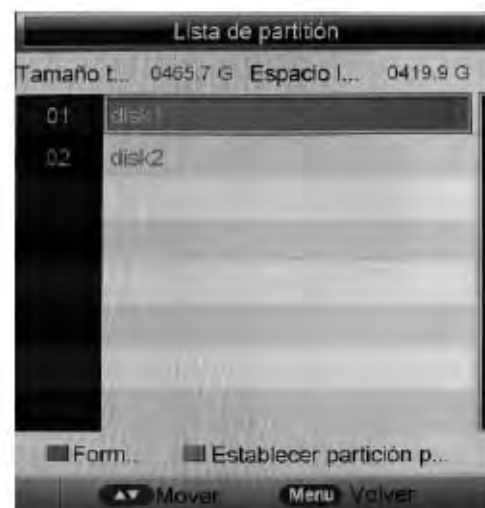 Lista de partitión
Tamaño t... 0465.7 G Espacio l... 0419.9 G
01 disk1
02 disk2
Form... Establecer partición p...
Mover Menu Volver